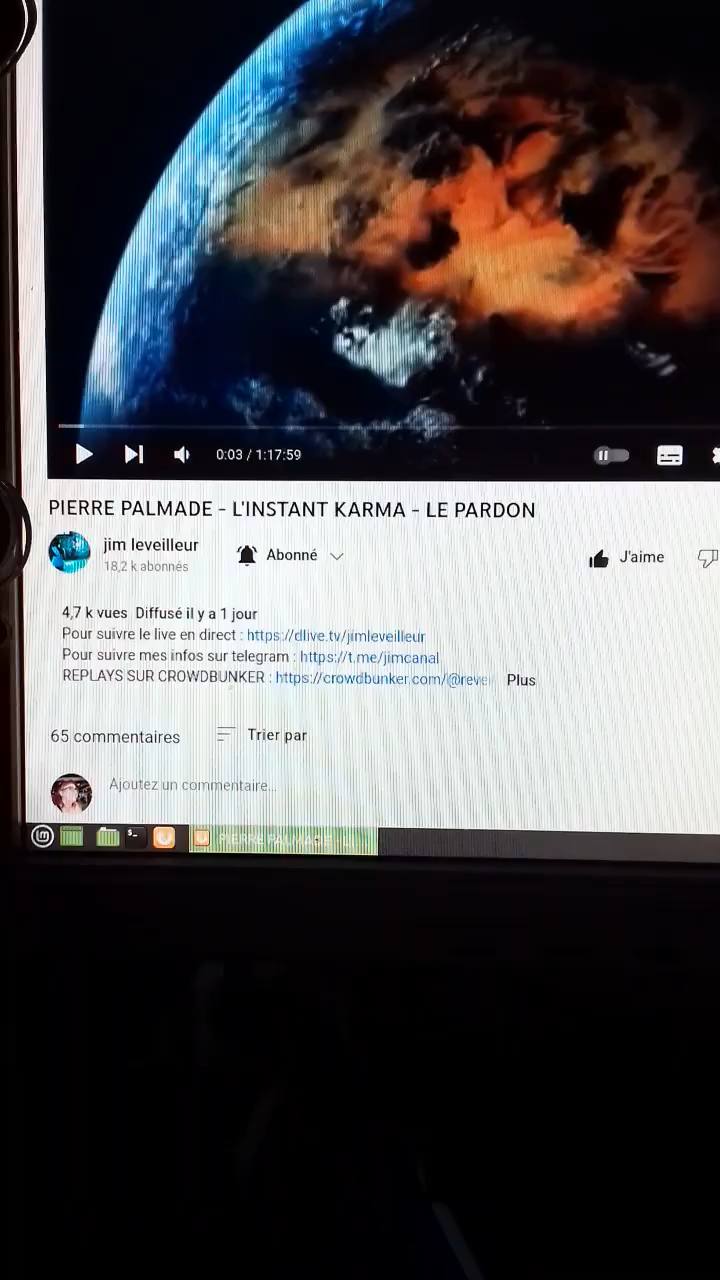 0:03 / 1:17:59
PIERRE PALMADE - L'INSTANT KARMA - LE PARDON
jim leveilleur
18,2 k abonnés
Abonné
J'aime
4,7 k vues Diffusé il y a 1 jour
Pour suivre le live en direct : https://dlive.tv/jimleveilleur
Pour suivre mes infos sur telegram : https://t.me/jimcanal
REPLAYS SUR CROWDBUNKER : https://crowdbunker.com/@reve Plus
65 commentaires
Trier par
Ajoutez un commentaire...
PIERRE PALMADE - L'I...